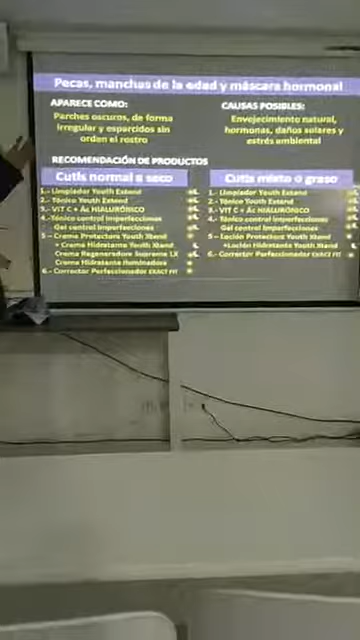 Pecas, manchas de la edad y máscara hormonal
APARECE COMO:
Parches oscuros, de forma
irregular y esparcidos sin
orden el rostro
CAUSAS POSIBLES:
Envejecimiento natural,
hormonas, daños solares y
estrés ambiental
RECOMENDACIÓN DE PRODUCTOS
Cutis normal a seco
1.- Limpiador Youth Extend
2.- Tónico Youth Extend
3.- VIT C + Ac HIALURÓNICO
4.- Tónico control imperfecciones
Gel control imperfecciones
5 – Crema Protectora Youth Xtend
+ Crema Hidratante Youth Xtend
Crema Regeneradora Supreme LX
Crema Hidratante Iluminadora
6.- Corrector Perfeccionador EXACT FIT
Cutis mixto o graso
1.- Limpiador Youth Extend
2.- Tónico Youth Extend
3.- VIT C + Ac HIALURÓNICO
4.- Tónico control imperfecciones
Gel control imperfecciones
5 – Loción Protectora Youth Xtend
+Loción Hidratante Youth Xtend
6.- Corrector Perfeccionador EXACT FIT